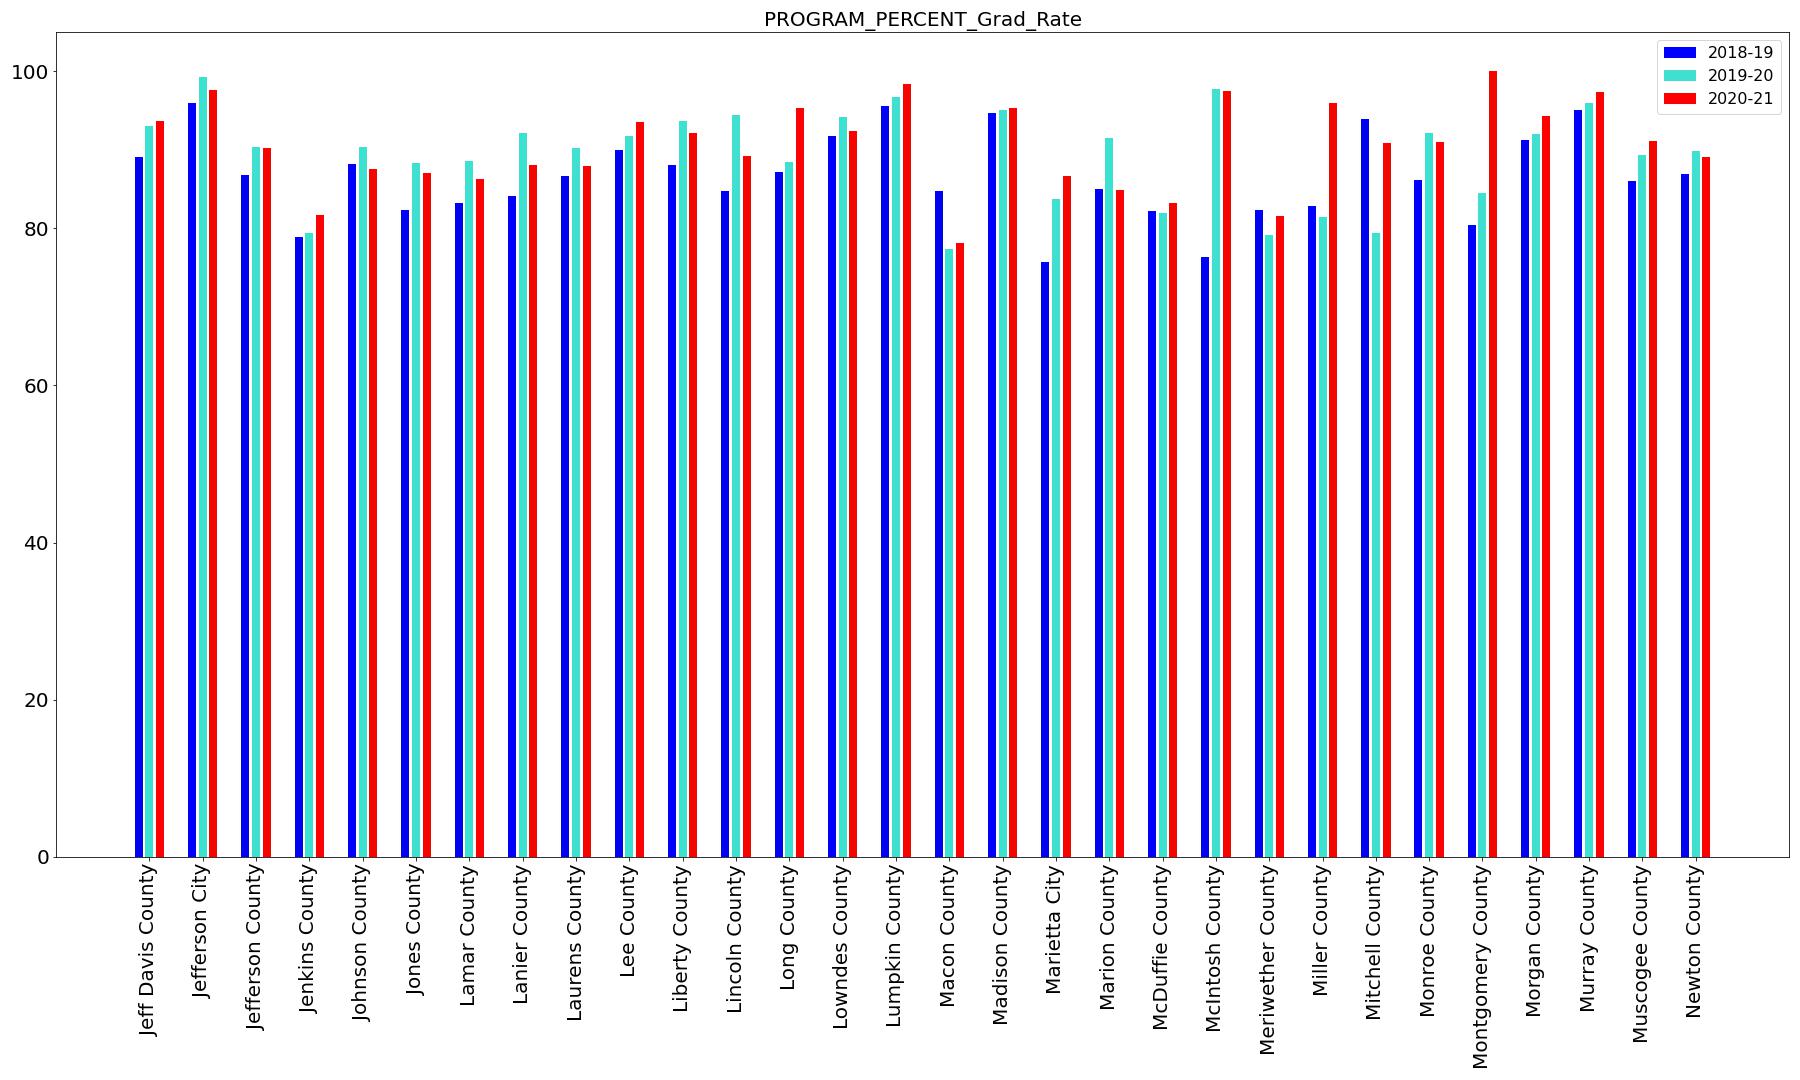 PROGRAM_PERCENT_Grad_Rate
2018-19
2019-20
2020-21
100
80
60
40
20
0
Jeff Davis County
Jefferson City
Jefferson County
Jenkins County
Johnson County
Jones County
Lamar County
Lanier County
Laurens County
Lee County
Liberty County
Lincoln County
Long County
Lowndes County
Lumpkin County
Macon County
Madison County
Marietta City
Marion County
McDuffie County
McIntosh County
Meriwether County
Miller County
Mitchell County
Monroe County
Montgomery County
Morgan County
Murray County
Muscogee County
Newton County